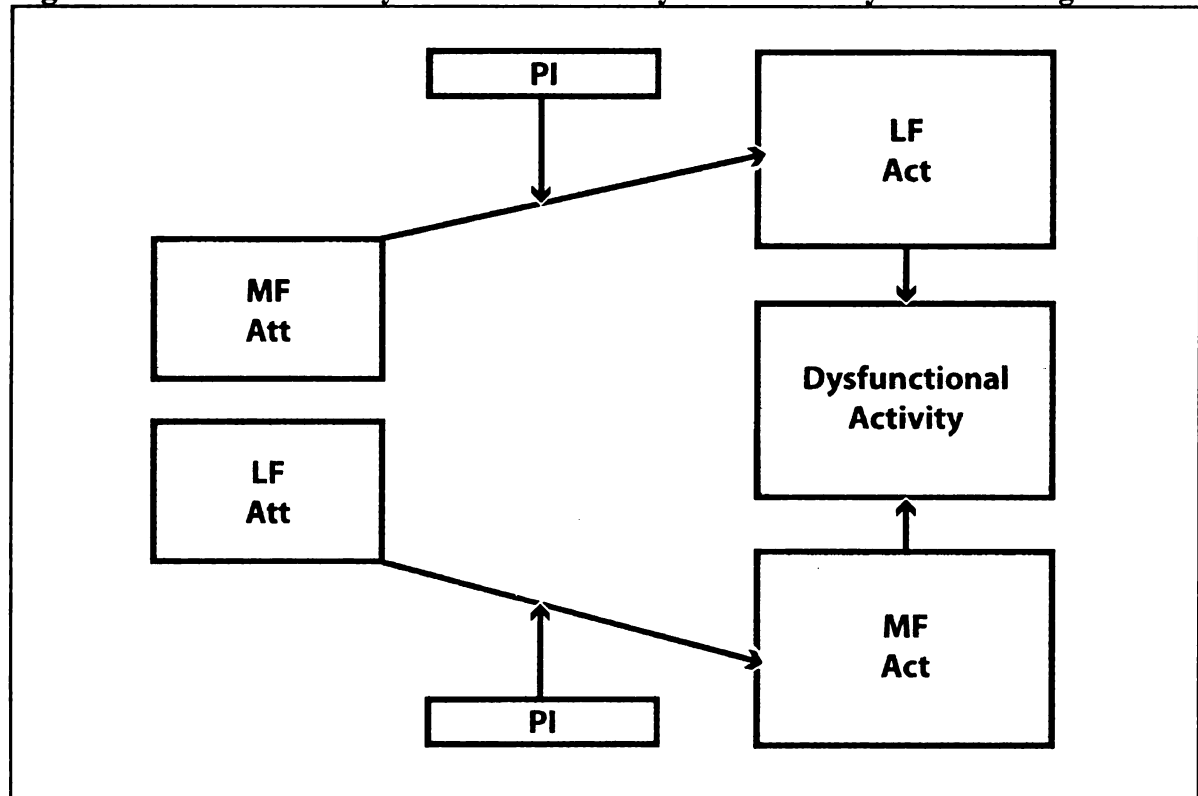 PI
LF
Act
MF
Att
Dysfunctional
Activity
LF
Att
MF
Act
PI